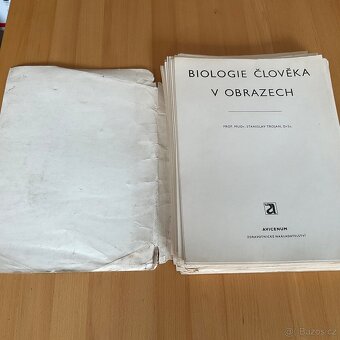 BIOLOGIE ČLOVĚKA
V OBRAZECH
PROF. MUDr. STANISLAV TROJAN, DrSc.
AVICENUM
ZDRAVOTNICKÉ NAKLADATELSTVÍ
Bazos.cz